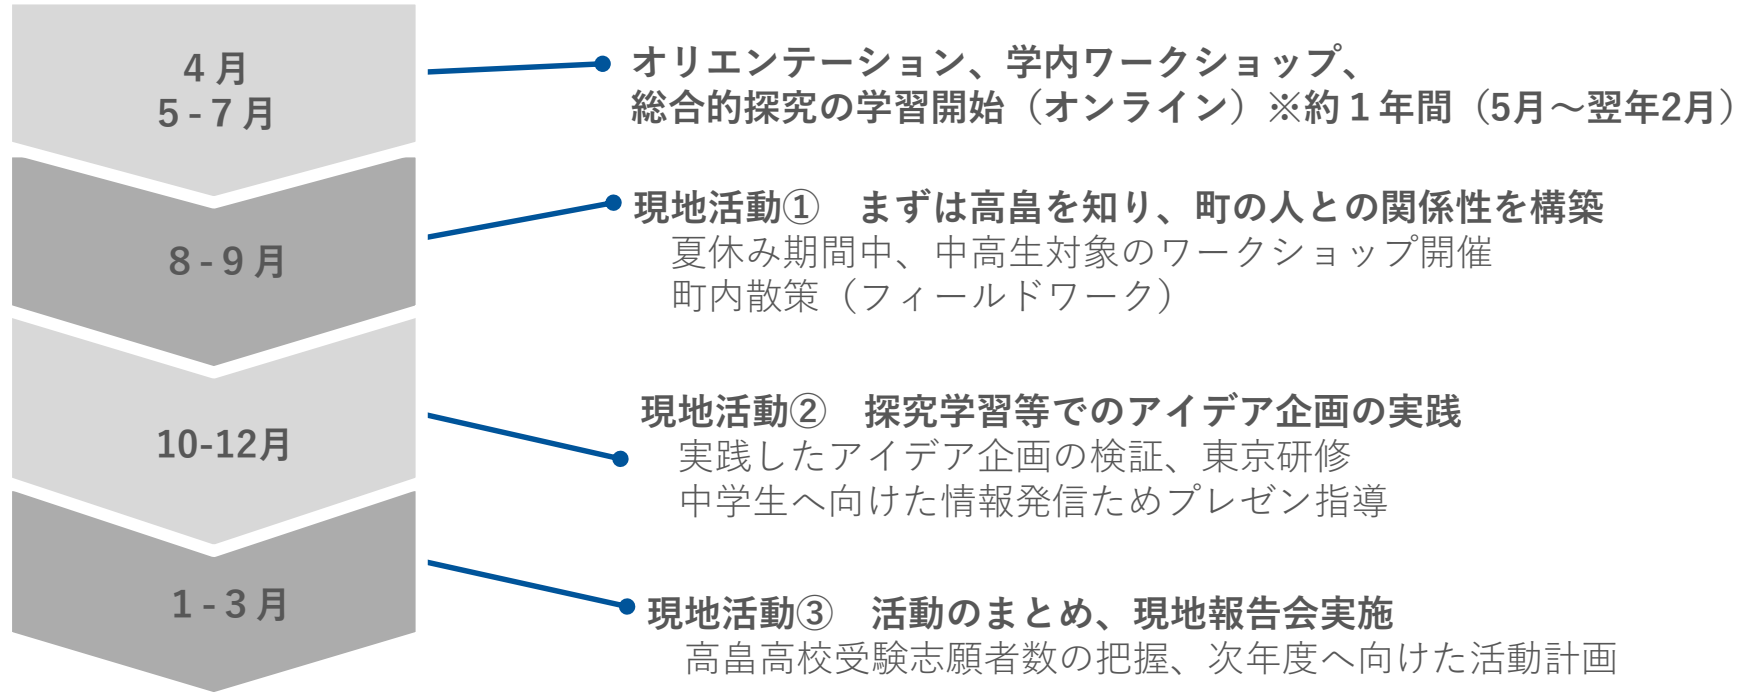 4月
5-7月
オリエンテーション、学内ワークショップ、
総合的探究の学習開始（オンライン）※約１年間（5月～翌年2月）
8-9月
現地活動①　まずは高畠を知り、町の人との関係性を構築
夏休み期間中、中高生対象のワークショップ開催
町内散策（フィールドワーク）
10-12月
現地活動②　探究学習等でのアイデア企画の実践
実践したアイデア企画の検証、東京研修
中学生へ向けた情報発信ためプレゼン指導
1-3月
現地活動③　活動のまとめ、現地報告会実施
高畠高校受験志願者数の把握、次年度へ向けた活動計画